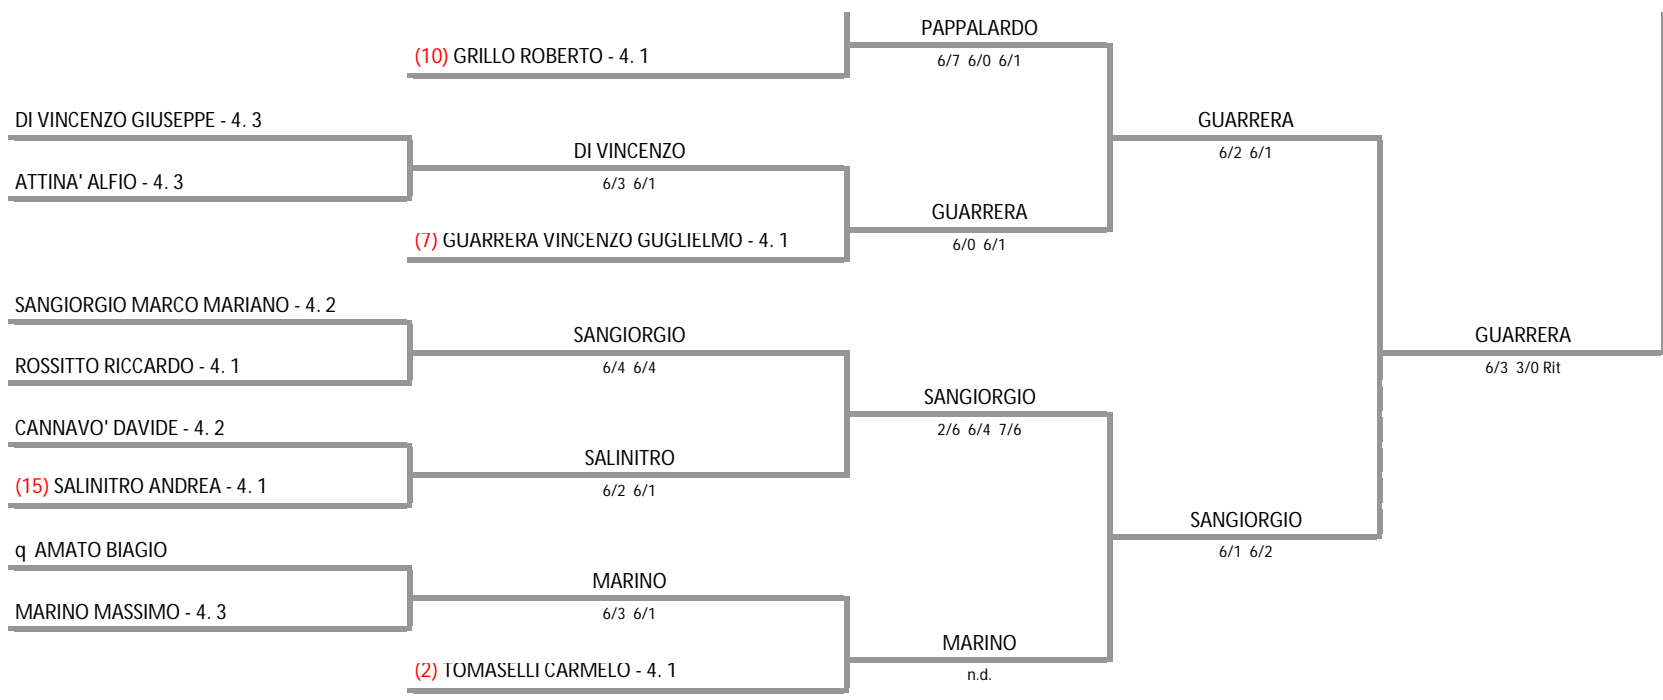 PAPPALARDO
(10) GRILLO ROBERTO - 4. 1
6/7 6/0 6/1
DI VINCENZO GIUSEPPE - 4. 3
GUARRERA
DI VINCENZO
6/2 6/1
ATTINA' ALFIO - 4. 3
6/3 6/1
GUARRERA
(7) GUARRERA VINCENZO GUGLIELMO - 4. 1
6/0 6/1
SANGIORGIO MARCO MARIANO - 4. 2
SANGIORGIO
GUARRERA
ROSSITTO RICCARDO - 4. 1
6/4 6/4
6/3 3/0 Rit
SANGIORGIO
CANNAVO' DAVIDE - 4. 2
2/6 6/4 7/6
SALINITRO
(15) SALINITRO ANDREA - 4. 1
6/2 6/1
SANGIORGIO
q AMATO BIAGIO
6/1 6/2
MARINO
MARINO MASSIMO - 4. 3
6/3 6/1
MARINO
(2) TOMASELLI CARMELO - 4. 1
n.d.